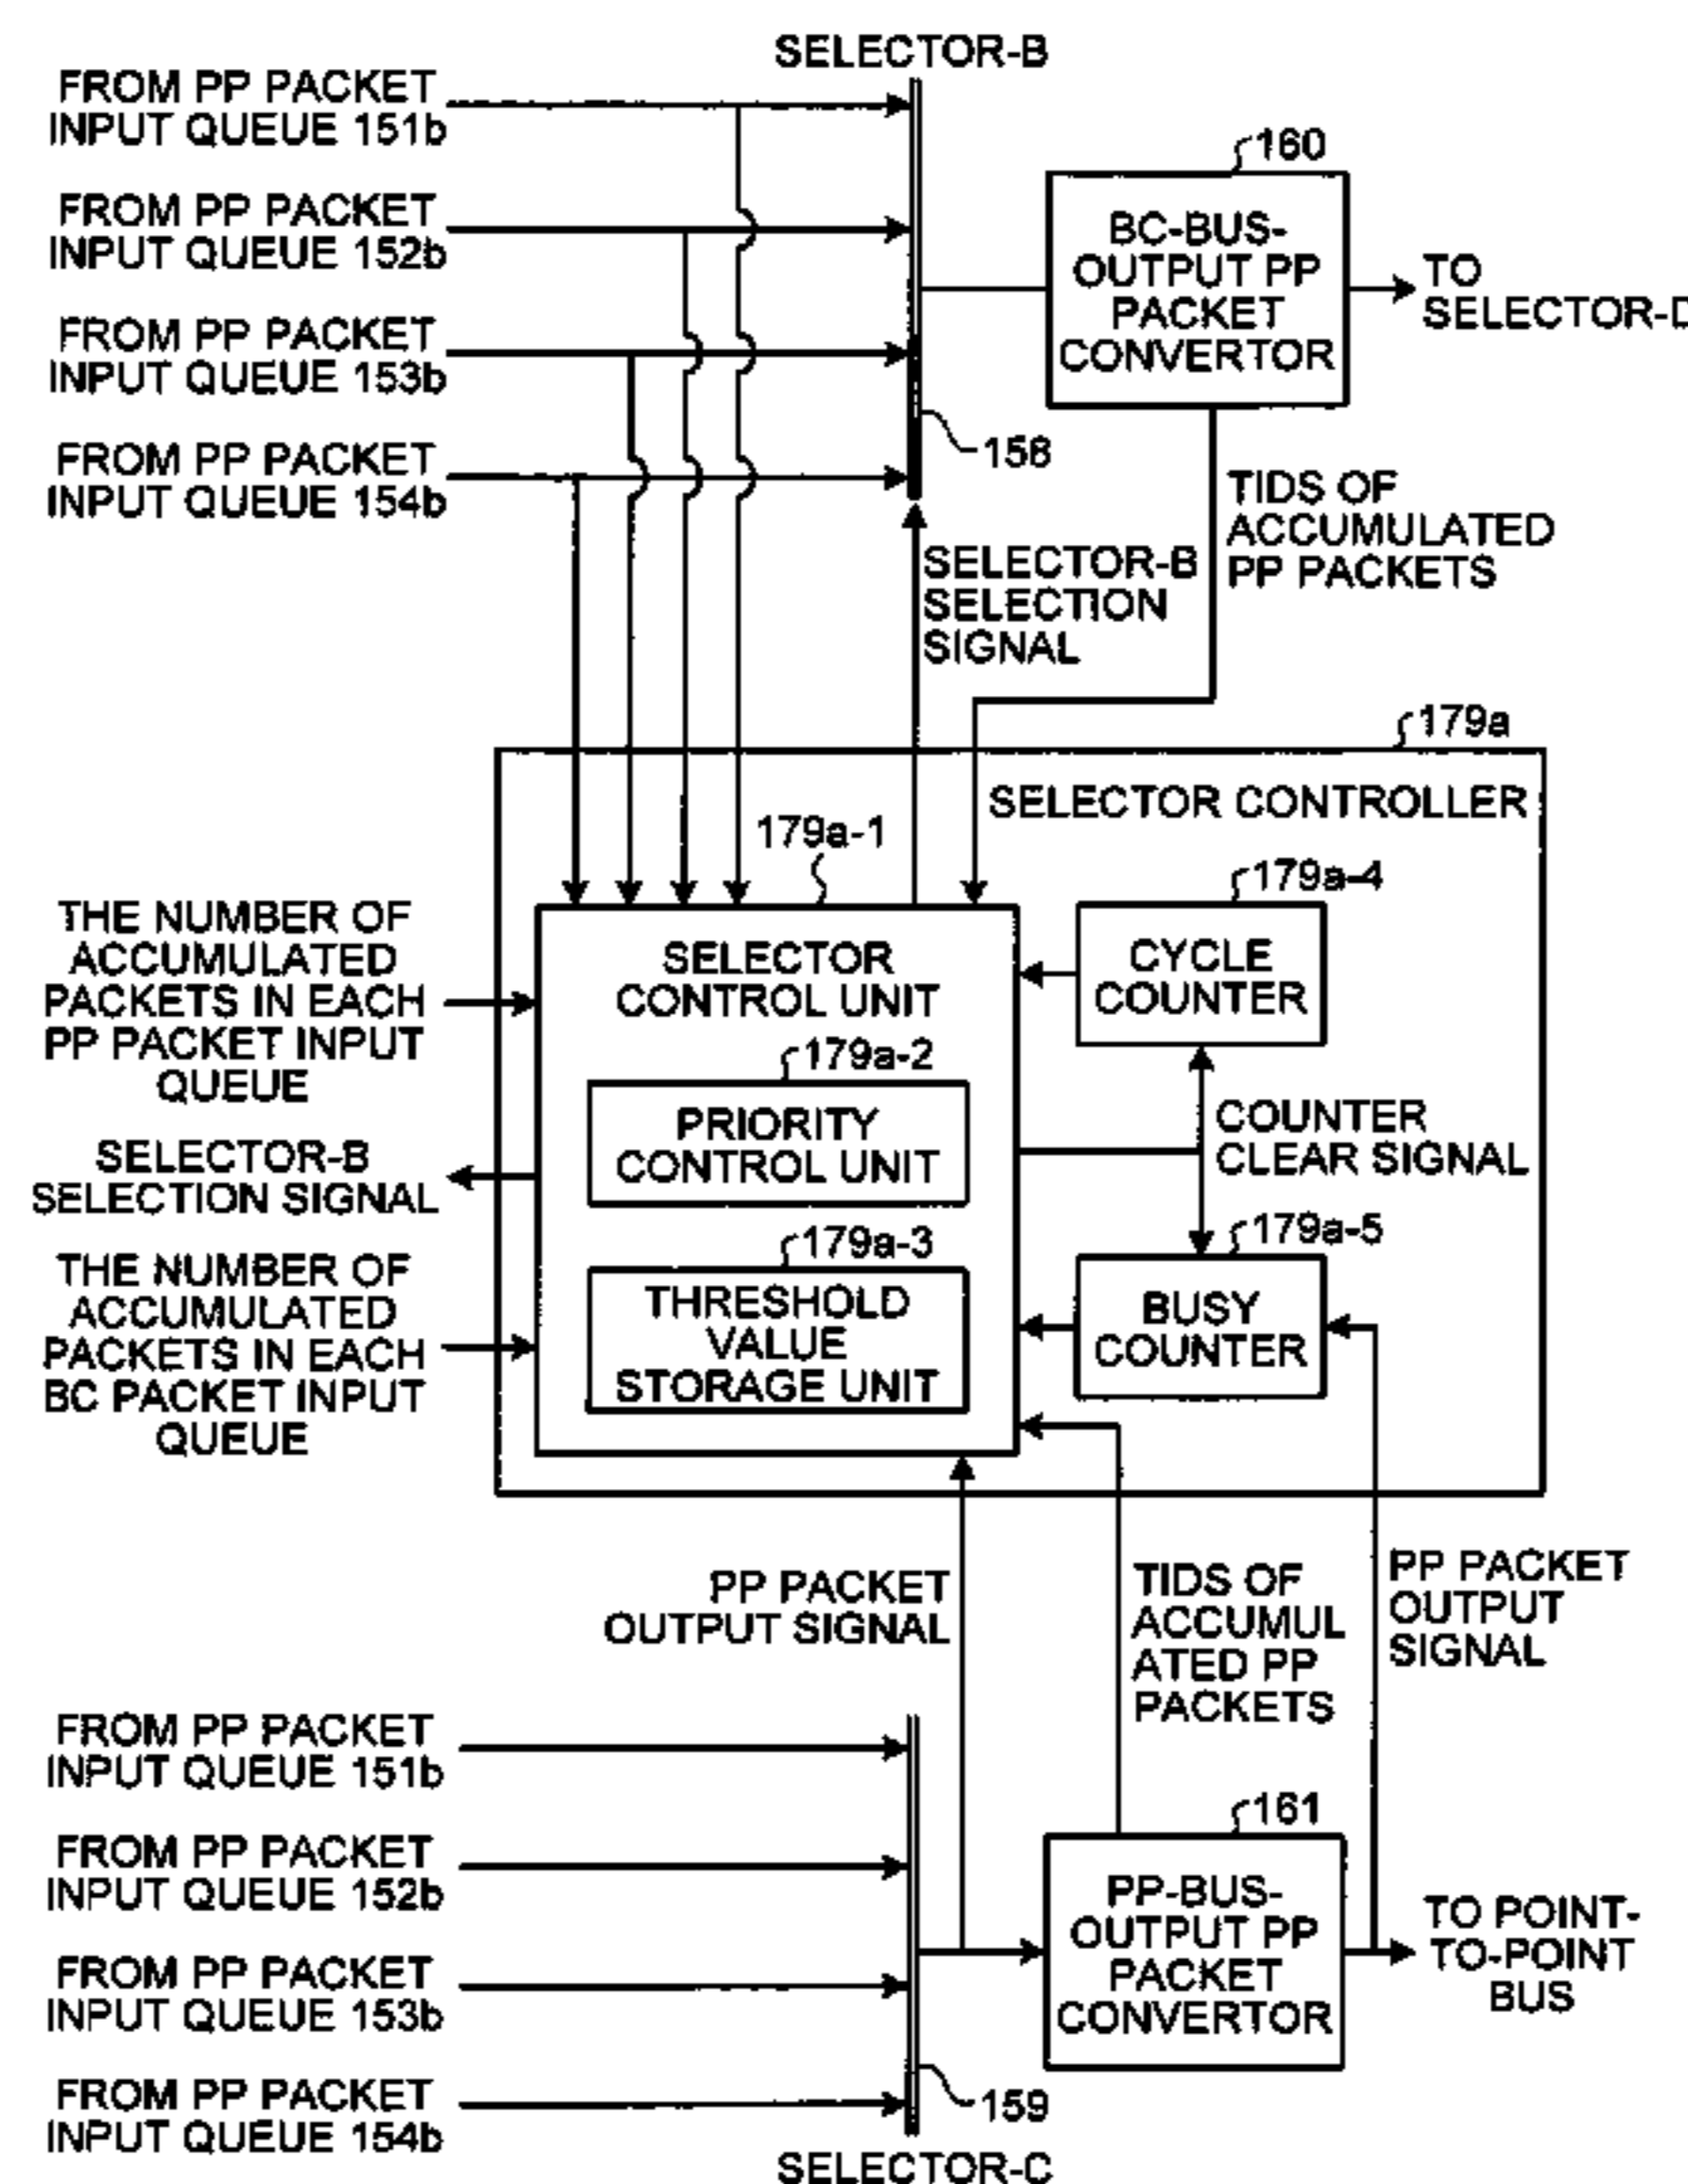 SELECTOR-B
FROM PP PACKET
INPUT QUEUE 151b
160
FROM PP PACKET
INPUT QUEUE 152b
BC-BUS-
OUTPUT PP
PACKET
CONVERTOR
TO
SELECTOR-D
FROM PP PACKET
INPUT QUEUE 153b
158
FROM PP PACKET
INPUT QUEUE 154b
TIDS OF
ACCUMULATED
PP PACKETS
SELECTOR-B
SELECTION
SIGNAL
179a
SELECTOR CONTROLLER
179a-1
179a-4
THE NUMBER OF
ACCUMULATED
PACKETS IN EACH
PP PACKET INPUT
QUEUE
SELECTOR
CONTROL UNIT
CYCLE
COUNTER
179a-2
PRIORITY
CONTROL UNIT
COUNTER
CLEAR SIGNAL
SELECTOR-B
SELECTION SIGNAL
179a-3
179a-5
THE NUMBER OF
ACCUMULATED
PACKETS IN EACH
BC PACKET INPUT
QUEUE
THRESHOLD
VALUE
STORAGE UNIT
BUSY
COUNTER
PP PACKET
OUTPUT SIGNAL
TIDS OF
ACCUMUL
ATED PP
PACKETS
PP PACKET
OUTPUT
SIGNAL
FROM PP PACKET
INPUT QUEUE 151b
161
FROM PP PACKET
INPUT QUEUE 152b
PP-BUS-
OUTPUT PP
PACKET
CONVERTOR
TO POINT-
TO-POINT
BUS
FROM PP PACKET
INPUT QUEUE 153b
159
FROM PP PACKET
INPUT QUEUE 154b
SELECTOR-C